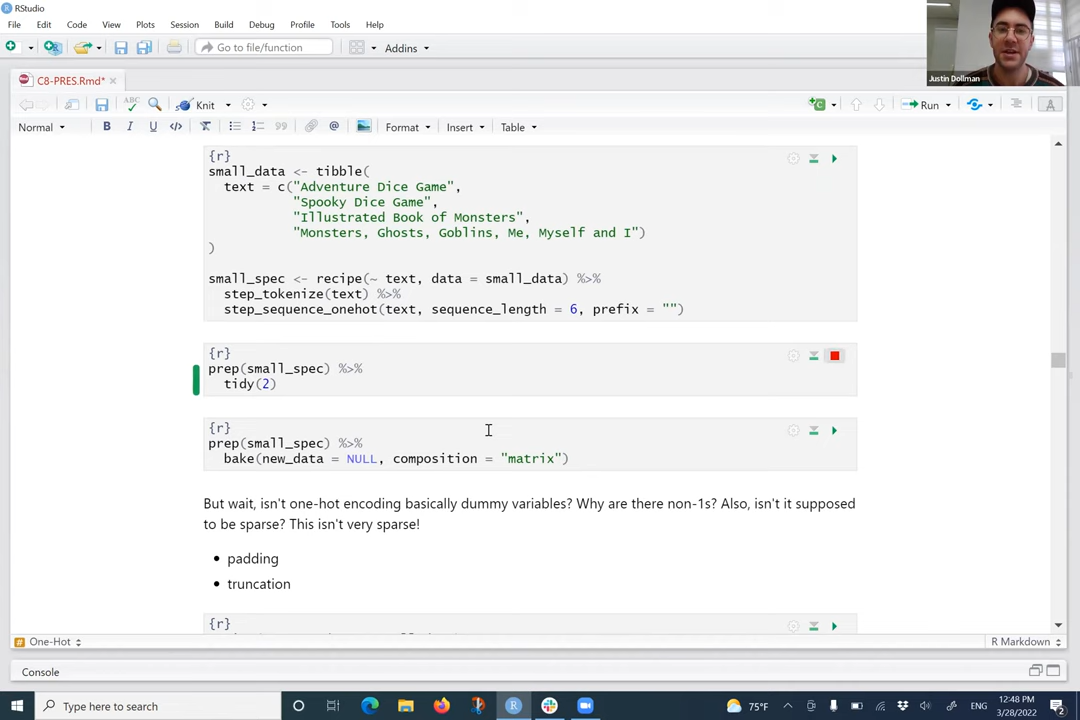 RStudio
File Edit Code View Plots Session Build Debug Profile Tools Help
Go to file/function Addins
Justin Dollman
C8-PRES.Rmd*
ABC Knit Run
Normal B I U Format Insert Table
{r}
small_data <- tibble(
text = c("Adventure Dice Game",
"Spooky Dice Game",
"Illustrated Book of Monsters",
"Monsters, Ghosts, Goblins, Me, Myself and I")
)
small_spec <- recipe(~ text, data = small_data) %>%
step_tokenize(text) %>%
step_sequence_onehot(text, sequence_length = 6, prefix = "")
{r}
prep(small_spec) %>%
tidy(2)
{r}
prep(small_spec) %>%
bake(new_data = NULL, composition = "matrix")
But wait, isn't one-hot encoding basically dummy variables? Why are there non-1s? Also, isn't it supposed
to be sparse? This isn't very sparse!
• padding
• truncation
{r}
# One-Hot R Markdown
Console
Type here to search
75°F ENG 12:48 PM
3/28/2022 2